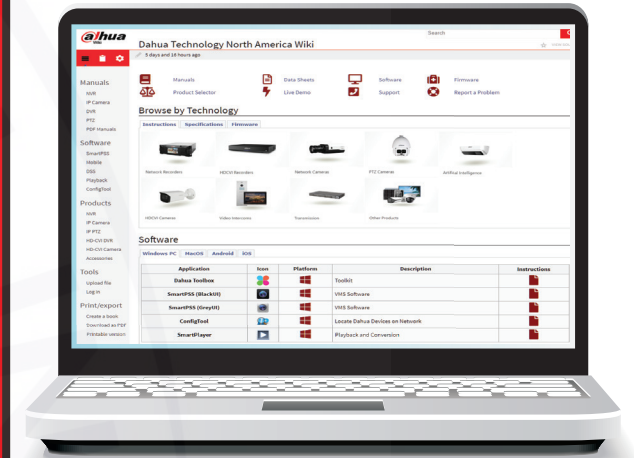 alhua
Search
Dahua Technology North America Wiki
5 days and 16 hours ago
Manuals
Data Sheets
Software
Firmware
Product Selector
Live Demo
Support
Report a Problem
Manuals
NVR
IP Camera
DVR
PTZ
PDF Manuals
Software
SmartPSS
Mobile
DSS
Playback
ConfigTool
Products
NVR
IP Camera
IP PTZ
HD-CVI DVR
HD-CVI Camera
Accessories
Tools
Upload file
Log in
Print/export
Create a book
Download as PDF
Printable version
Browse by Technology
Instructions Specifications Firmware
Network Recorders
HDCVI Recorders
Network Cameras
PTZ Cameras
Artificial Intelligence
HDCVI Cameras
Video Intercoms
Transmissions
Other Products
Software
Windows PC MacOS Android iOS
Application Icon Platform Description Instructions
Dahua Toolbox Toolkit
SmartPSS (BlackUI) VMS Software
SmartPSS (GreyUI) VMS Software
ConfigTool Locate Dahua Devices on Network
SmartPlayer Playback and Conversion